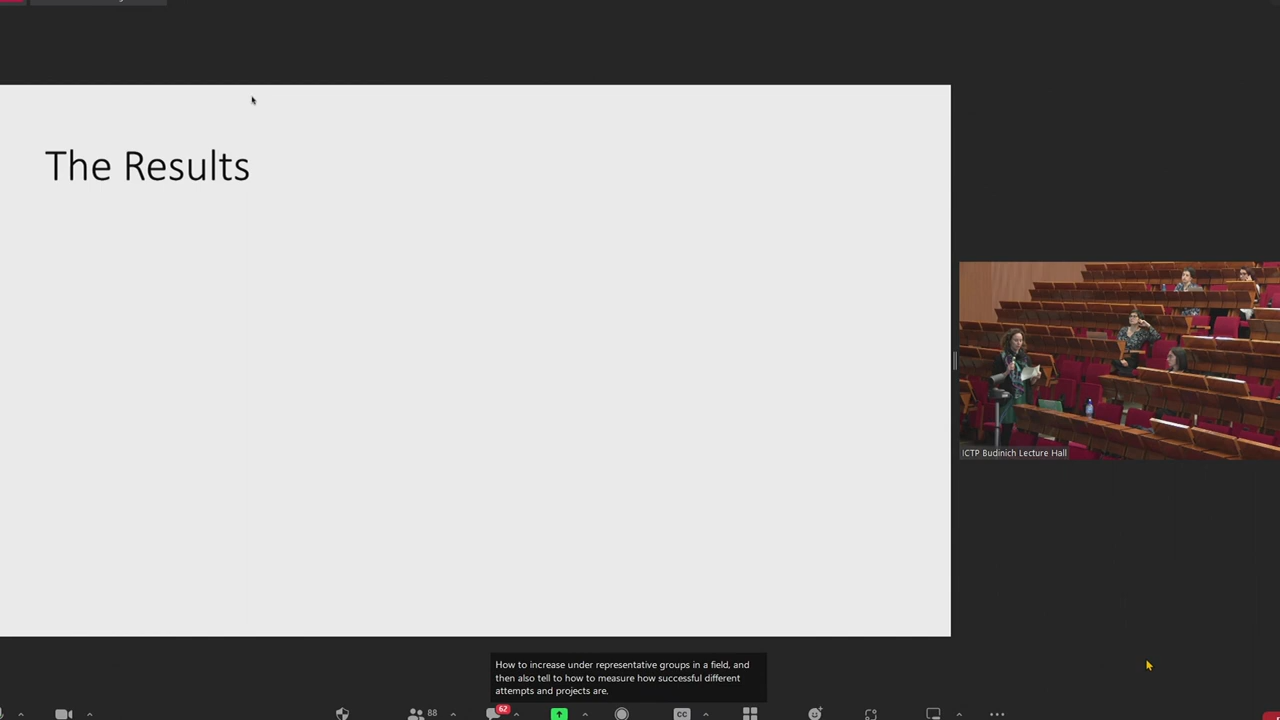 The Results
ICTP Budinich Lecture Hall
How to increase under representative groups in a field, and
then also tell to how to measure how successful different
attempts and projects are.
88
62
CC